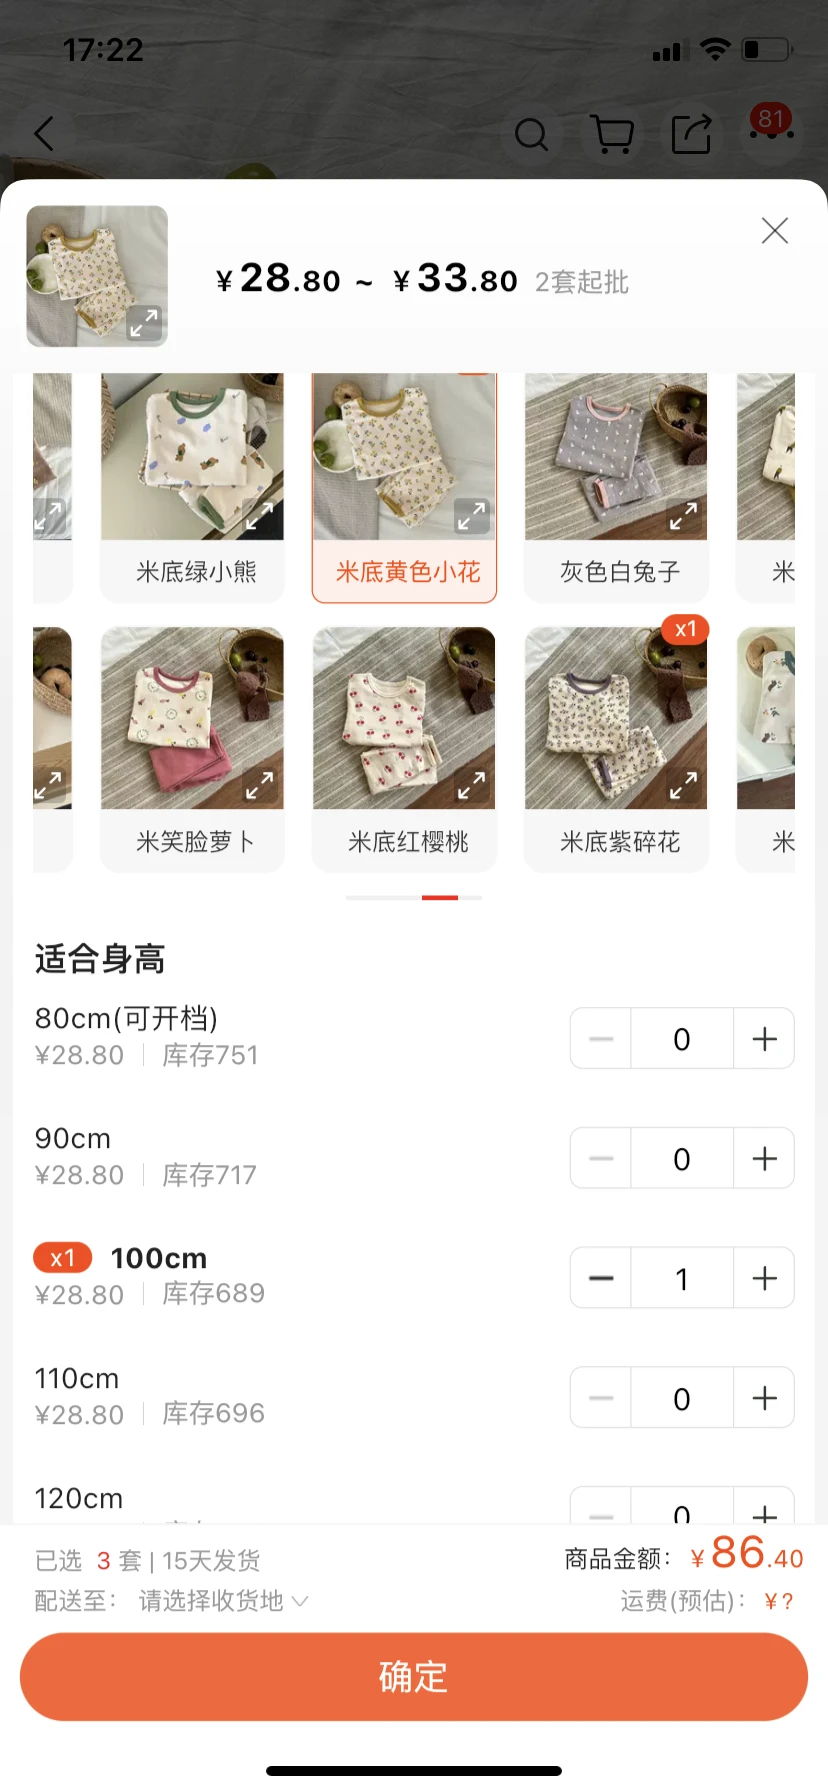 17:22
81
¥28.80 ~ ¥33.80 2套起批
米底绿小熊
米底黄色小花
灰色白兔子
米
x1
米笑脸萝卜
米底红樱桃
米底紫碎花
米
适合身高
80cm(可开档)
¥28.80 | 库存751
0
90cm
¥28.80 | 库存717
0
x1 100cm
¥28.80 | 库存689
1
110cm
¥28.80 | 库存696
0
120cm
0
已选 3 套 | 15天发货
商品金额: ¥86.40
配送至: 请选择收货地
运费(预估): ¥?
确定